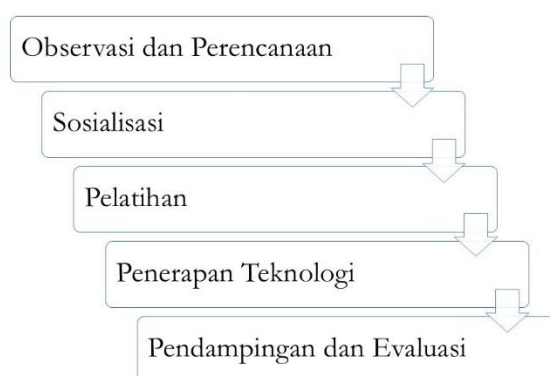 Observasi dan Perencanaan
Sosialisasi
Pelatihan
Penerapan Teknologi
Pendampingan dan Evaluasi